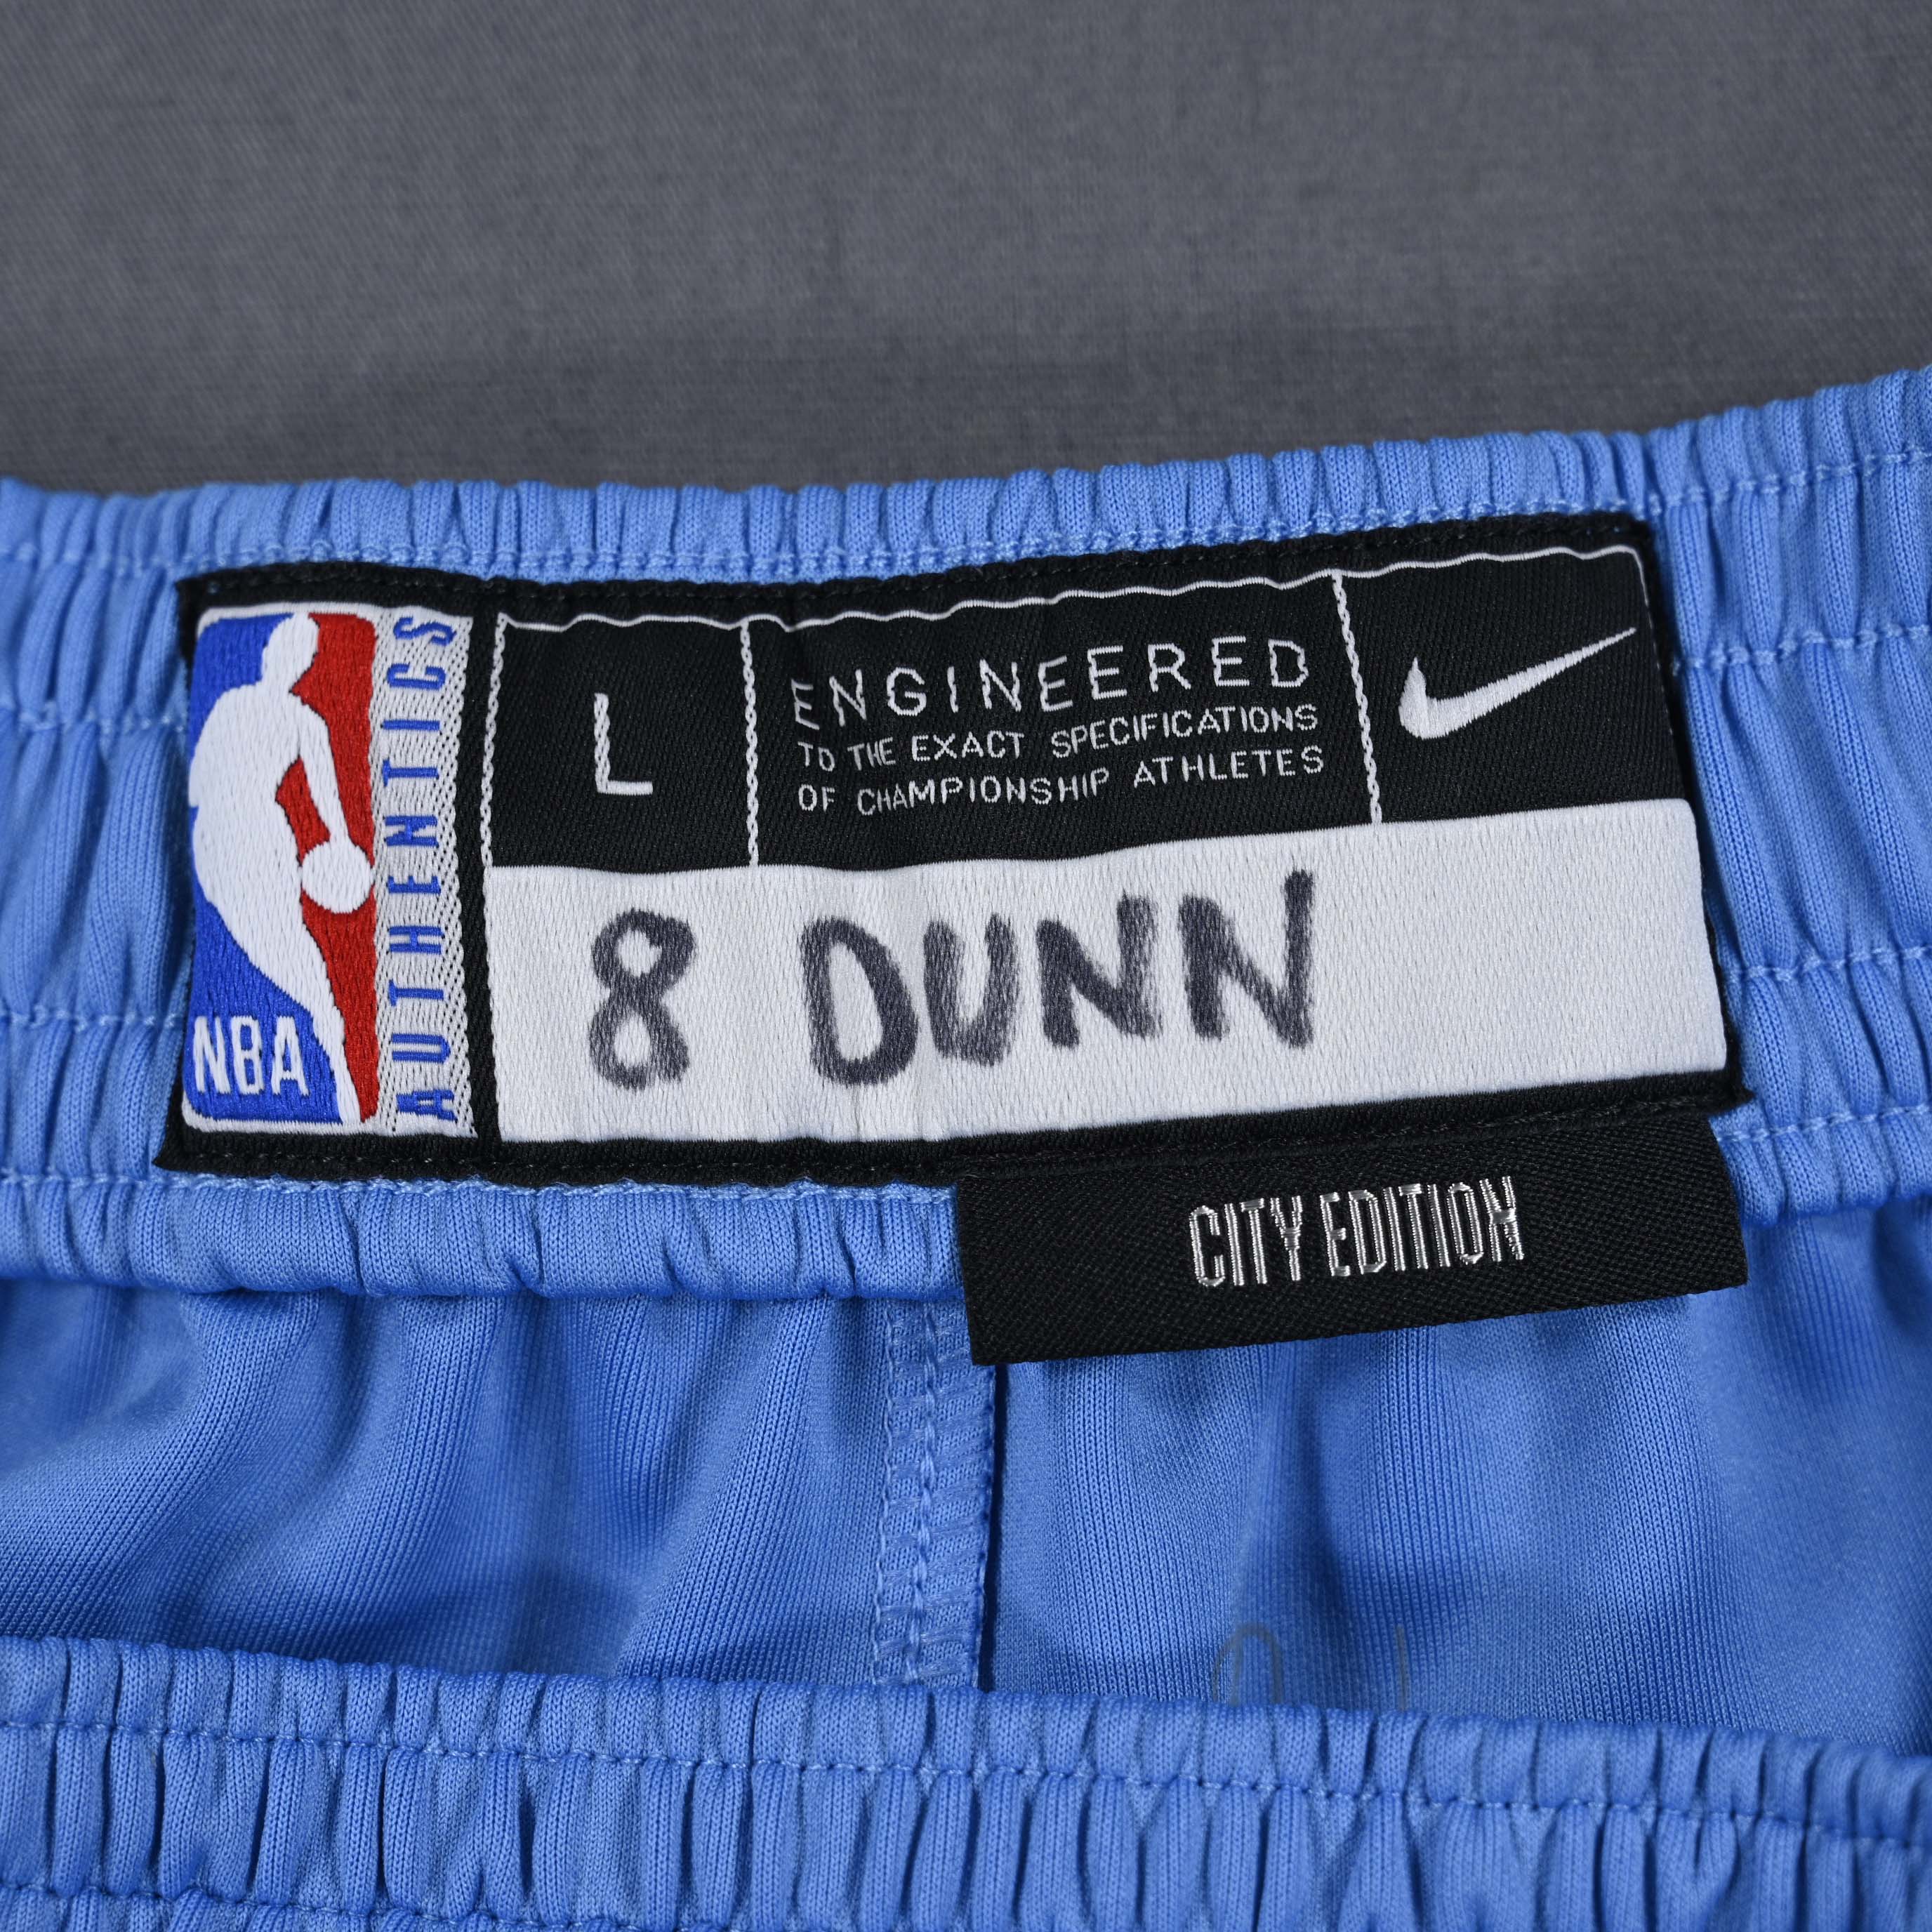 NBA
AUTHENTICS
L
ENGINEERED
TO THE EXACT SPECIFICATIONS
OF CHAMPIONSHIP ATHLETES
8 DUNN
CITY EDITION